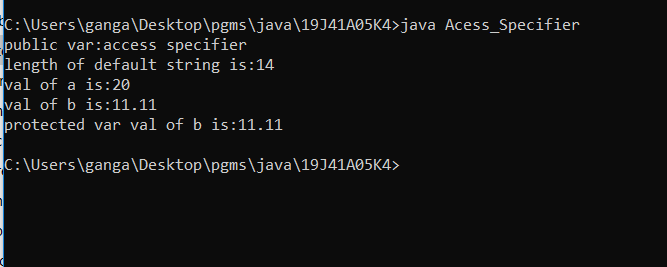 C:\Users\ganga\Desktop\pgms\java\19J41A05K4>java Acess_Specifier
public var:access specifier
length of default string is:14
val of a is:20
val of b is:11.11
protected var val of b is:11.11
C:\Users\ganga\Desktop\pgms\java\19J41A05K4>